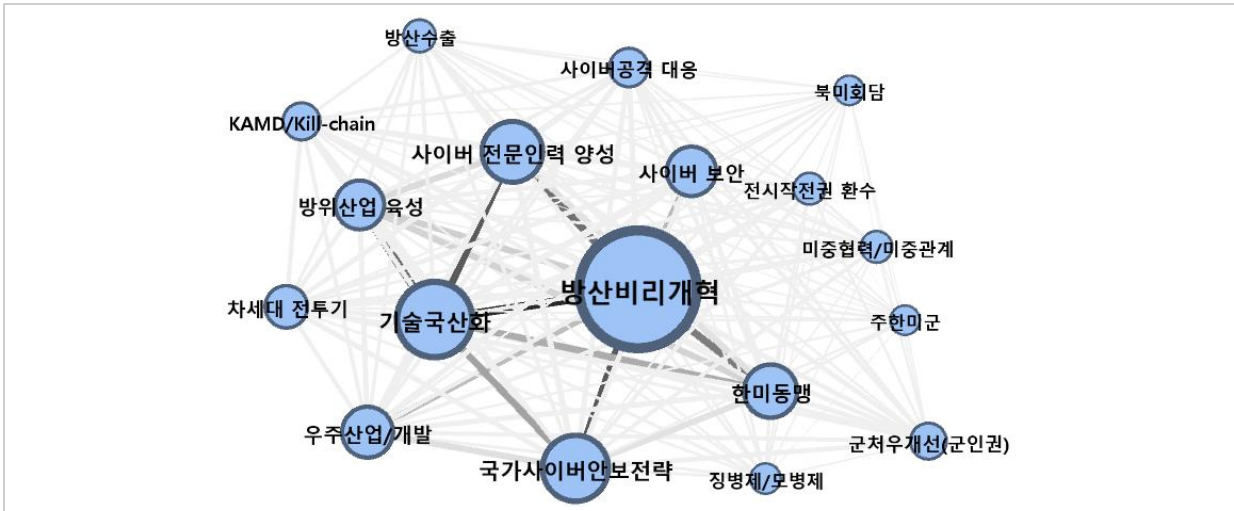 방산수출
사이버공격 대응
북미회담
KAMD/Kill-chain
사이버 전문인력 양성
사이버 보안
전시작전권 환수
방위산업 육성
미중협력/미중관계
방산비리개혁
차세대 전투기
기술국산화
주한미군
한미동맹
우주산업/개발
군처우개선(군인권)
국가사이버안보전략
징병제/모병제